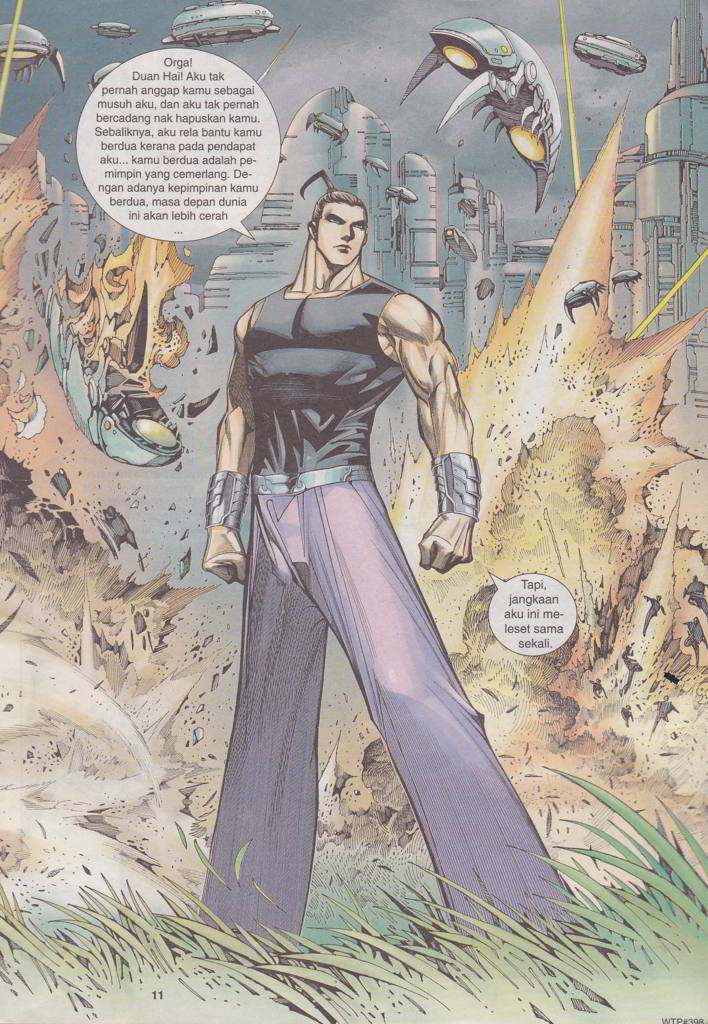 Orga!
Duan Hai! Aku tak
pernah anggap kamu sebagai
musuh aku, dan aku tak pernah
bercadang nak hapuskan kamu.
Sebaliknya, aku rela bantu kamu
berdua kerana pada pendapat
aku... kamu berdua adalah pe-
mimpin yang cemerlang. De-
ngan adanya kepimpinan kamu
berdua, masa depan dunia
ini akan lebih cerah
...
Tapi,
jangkaan
aku ini me-
leset sama
sekali.
11
WTP#398